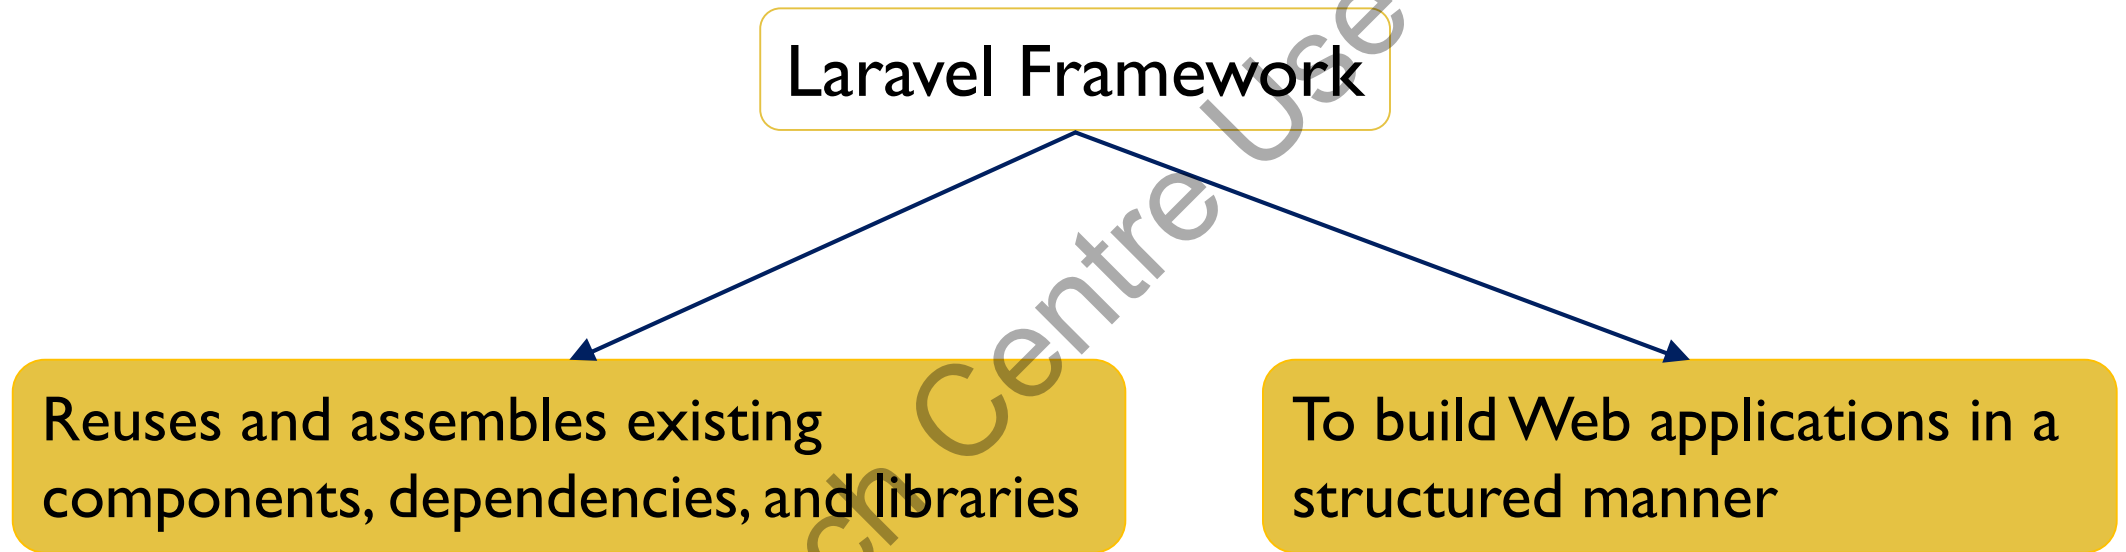 Laravel Framework
Reuses and assembles existing
components, dependencies, and libraries
To build Web applications in a
structured manner
Centre Use